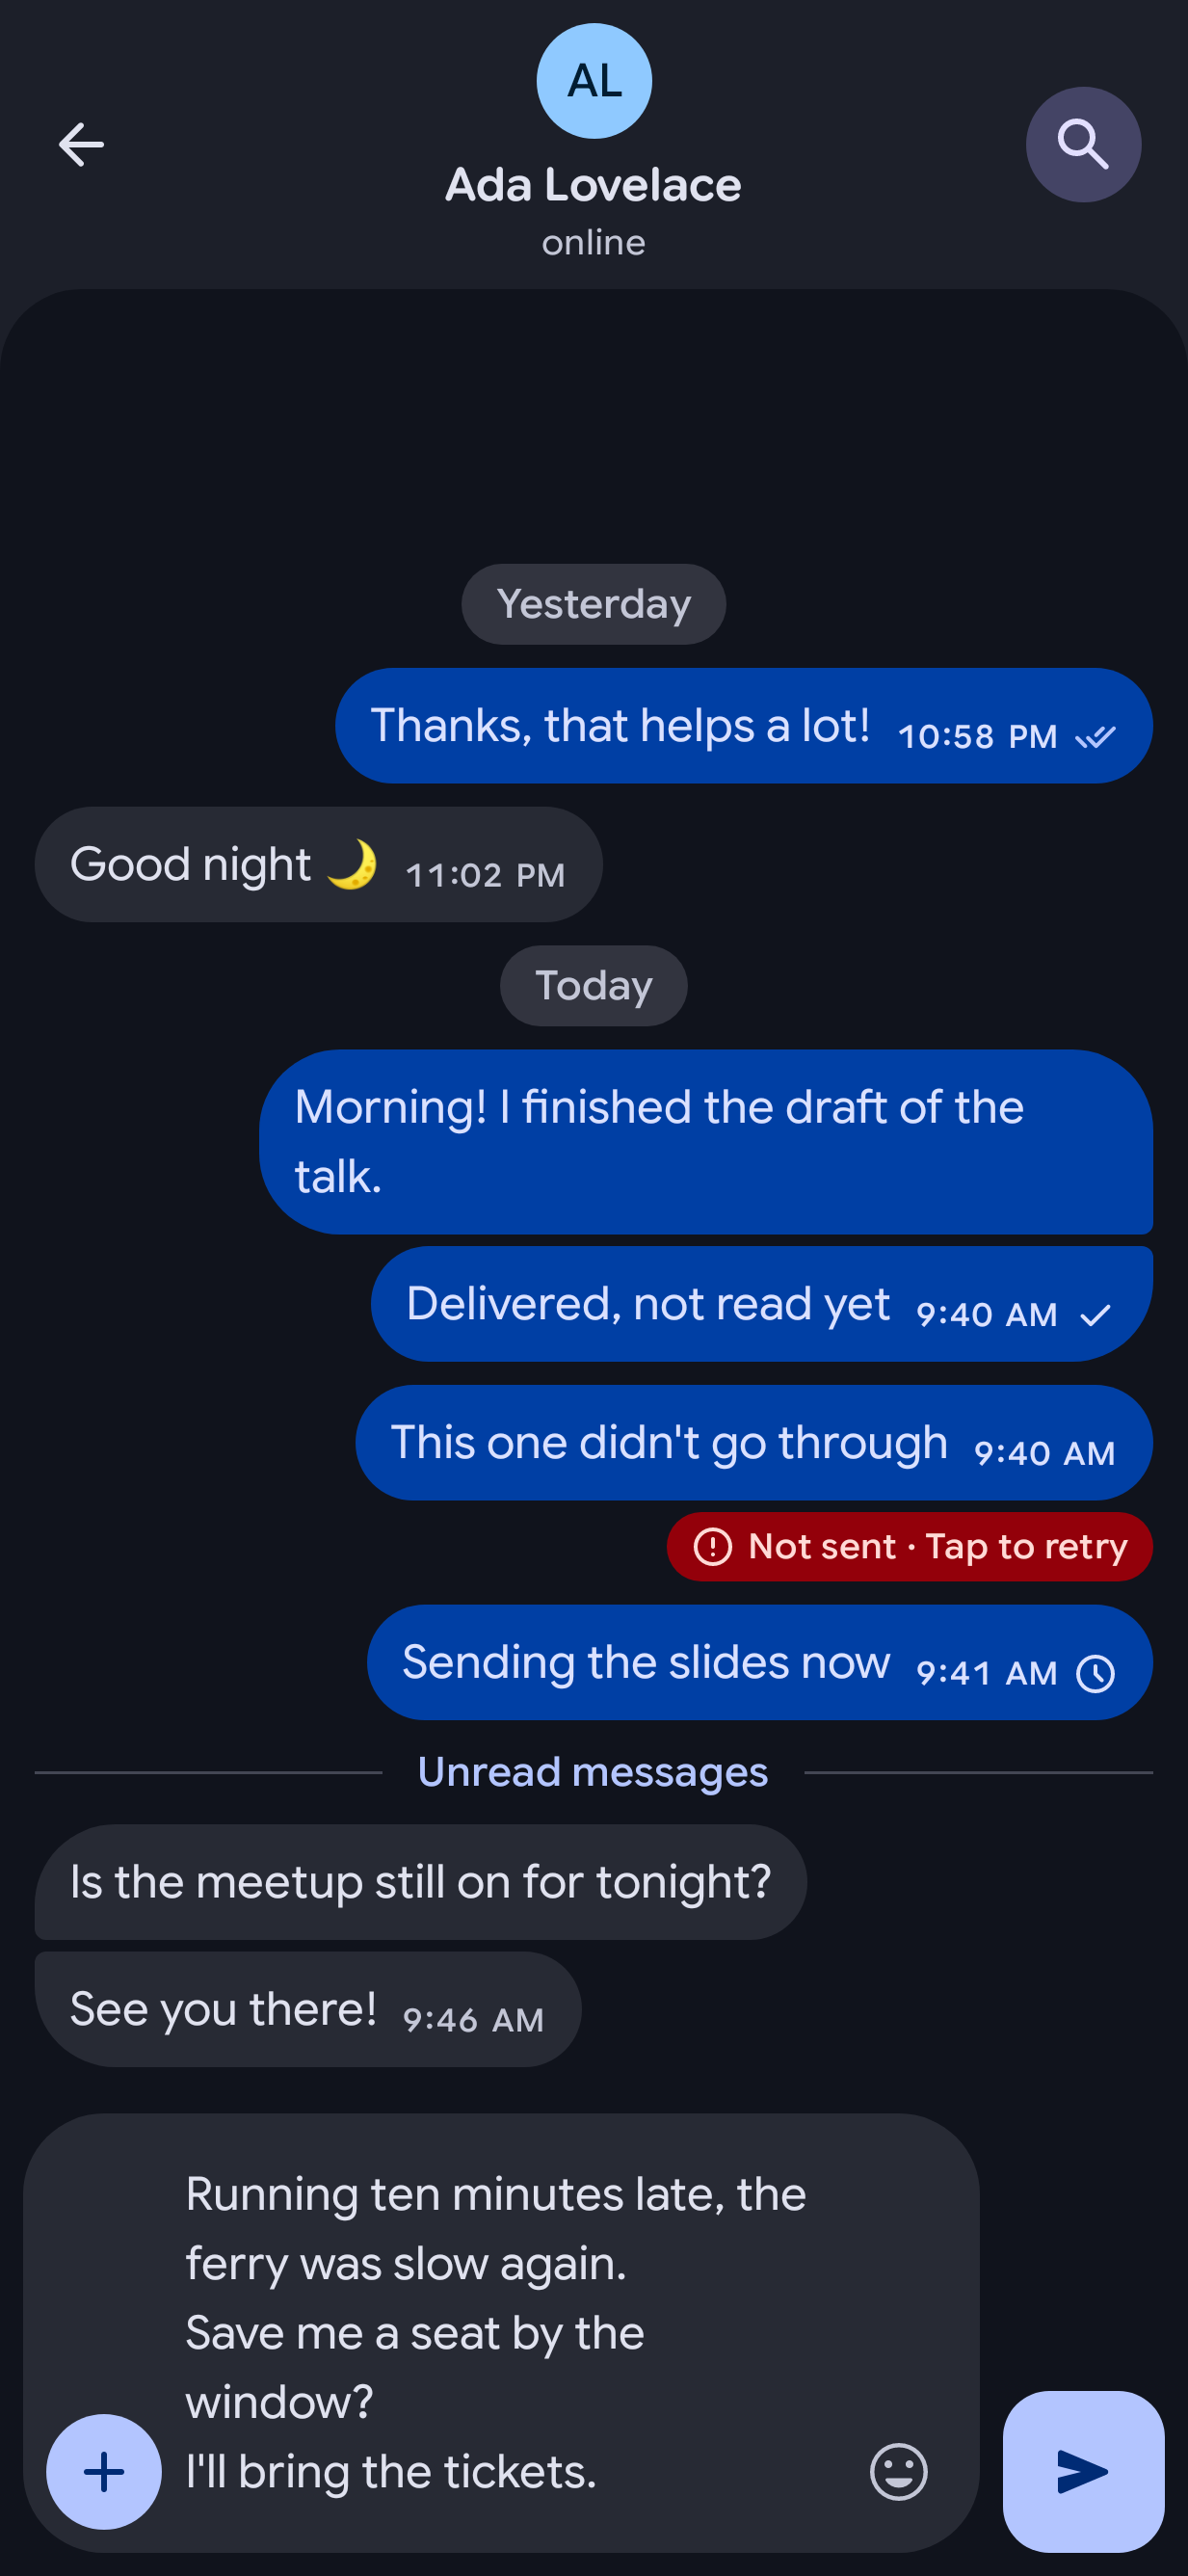 AL
Ada Lovelace
online
Yesterday
Thanks, that helps a lot! 10:58 PM
Good night 🌙 11:02 PM
Today
Morning! I finished the draft of the
talk.
Delivered, not read yet 9:40 AM
This one didn't go through 9:40 AM
Not sent · Tap to retry
Sending the slides now 9:41 AM
Unread messages
Is the meetup still on for tonight?
See you there! 9:46 AM
Running ten minutes late, the
ferry was slow again.
Save me a seat by the
window?
I'll bring the tickets.